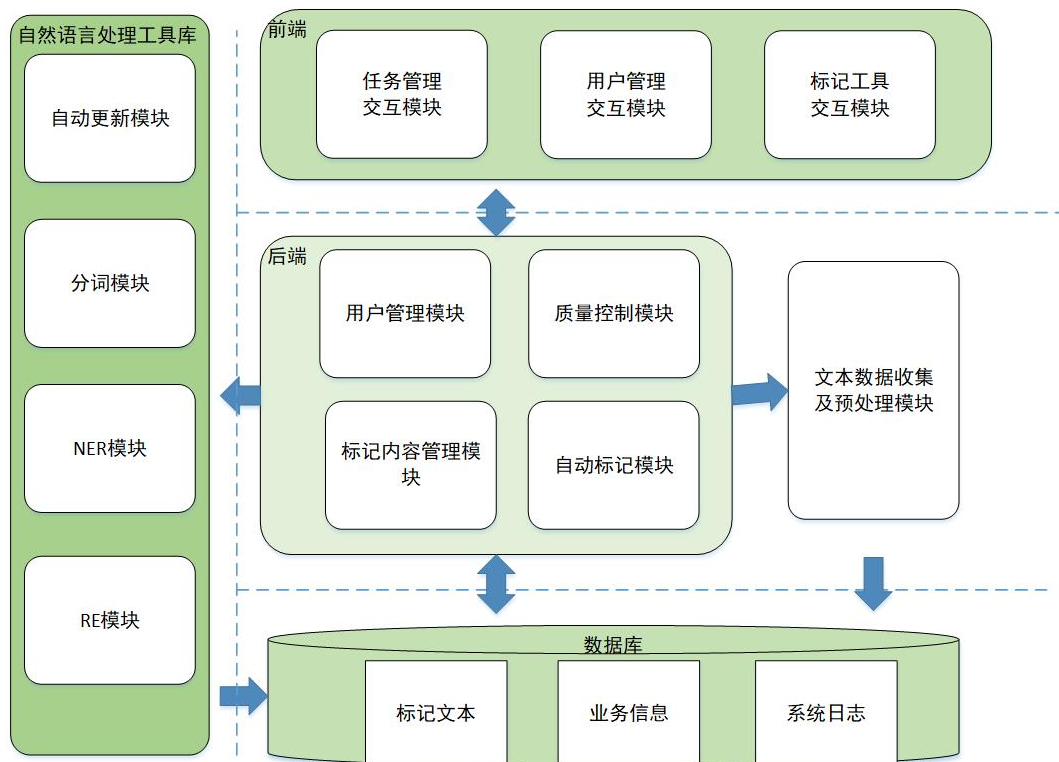 自然语言处理工具库
自动更新模块
分词模块
NER模块
RE模块
前端
任务管理
交互模块
用户管理
交互模块
标记工具
交互模块
后端
用户管理模块
质量控制模块
标记内容管理模
块
自动标记模块
文本数据收集
及预处理模块
数据库
标记文本
业务信息
系统日志